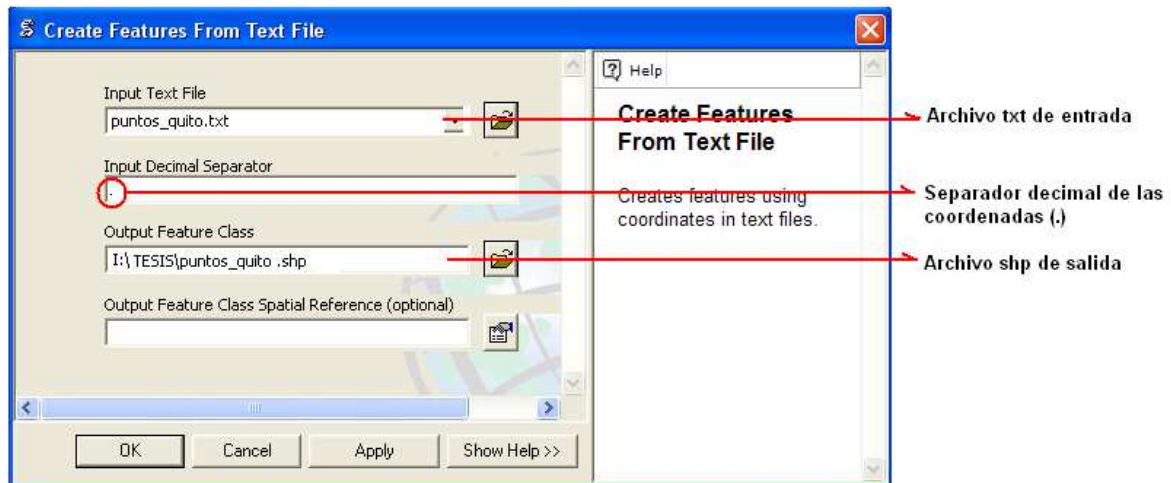 Create Features From Text File
Input Text File
puntos_quito.txt
Input Decimal Separator
.
Output Feature Class
I:\ TESIS\puntos_quito .shp
Output Feature Class Spatial Reference (optional)
OK
Cancel
Apply
Show Help >>
Help
Create Features
From Text File
Creates features using
coordinates in text files.
Archivo txt de entrada
Separador decimal de las
coordenadas (.)
Archivo shp de salida